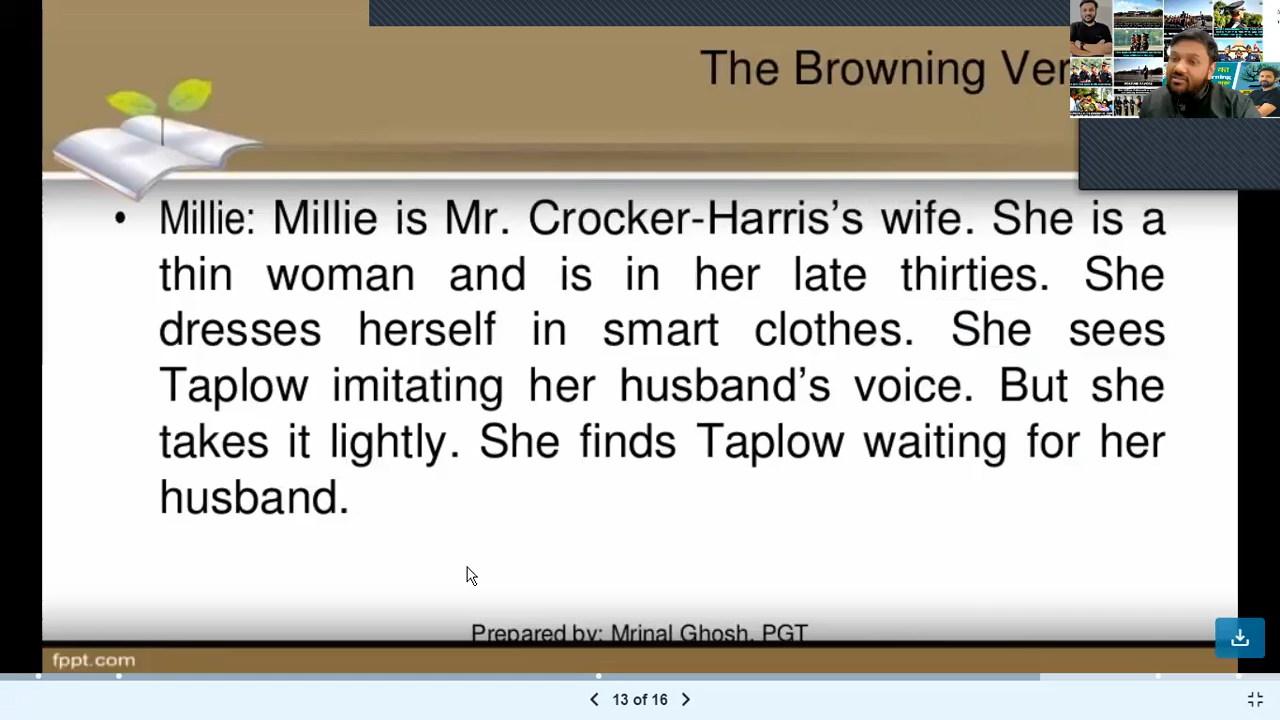 The Browning Ver
• Millie: Millie is Mr. Crocker-Harris’s wife. She is a
thin woman and is in her late thirties. She
dresses herself in smart clothes. She sees
Taplow imitating her husband’s voice. But she
takes it lightly. She finds Taplow waiting for her
husband.
Prepared by: Mrinal Ghosh, PGT
fppt.com
13 of 16